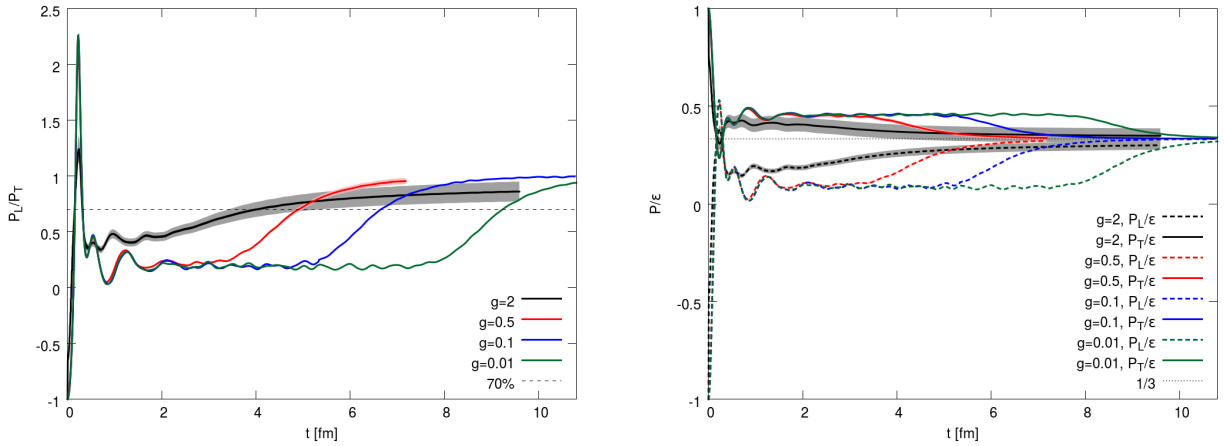 2.5
2
1.5
1
0.5
0
-0.5
-1
P_L/P_T
g=2
g=0.5
g=0.1
g=0.01
70%
0 2 4 6 8 10
t [fm]
1
0.5
0
-0.5
-1
P/ε
g=2, P_L/ε
g=2, P_T/ε
g=0.5, P_L/ε
g=0.5, P_T/ε
g=0.1, P_L/ε
g=0.1, P_T/ε
g=0.01, P_L/ε
g=0.01, P_T/ε
1/3
0 2 4 6 8 10
t [fm]